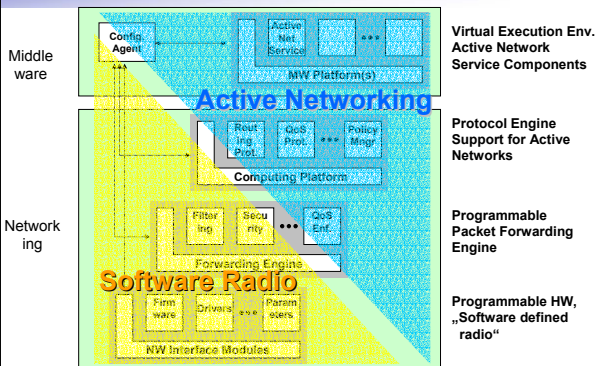 Middle
ware
Config.
Agent
Active
Net
Service
MW Platform(s)
Virtual Execution Env.
Active Network
Service Components
Active Networking
Network
ing
Rout
ing
Prot.
QoS
Prot.
Policy
Mngr
Computing Platform
Protocol Engine
Support for Active
Networks
Filter
ing
Secu
rity
QoS
Enf.
Forwarding Engine
Programmable
Packet Forwarding
Engine
Software Radio
Firm
ware
Drivers
Param
eters
NW Interface Modules
Programmable HW,
„Software defined
radio“